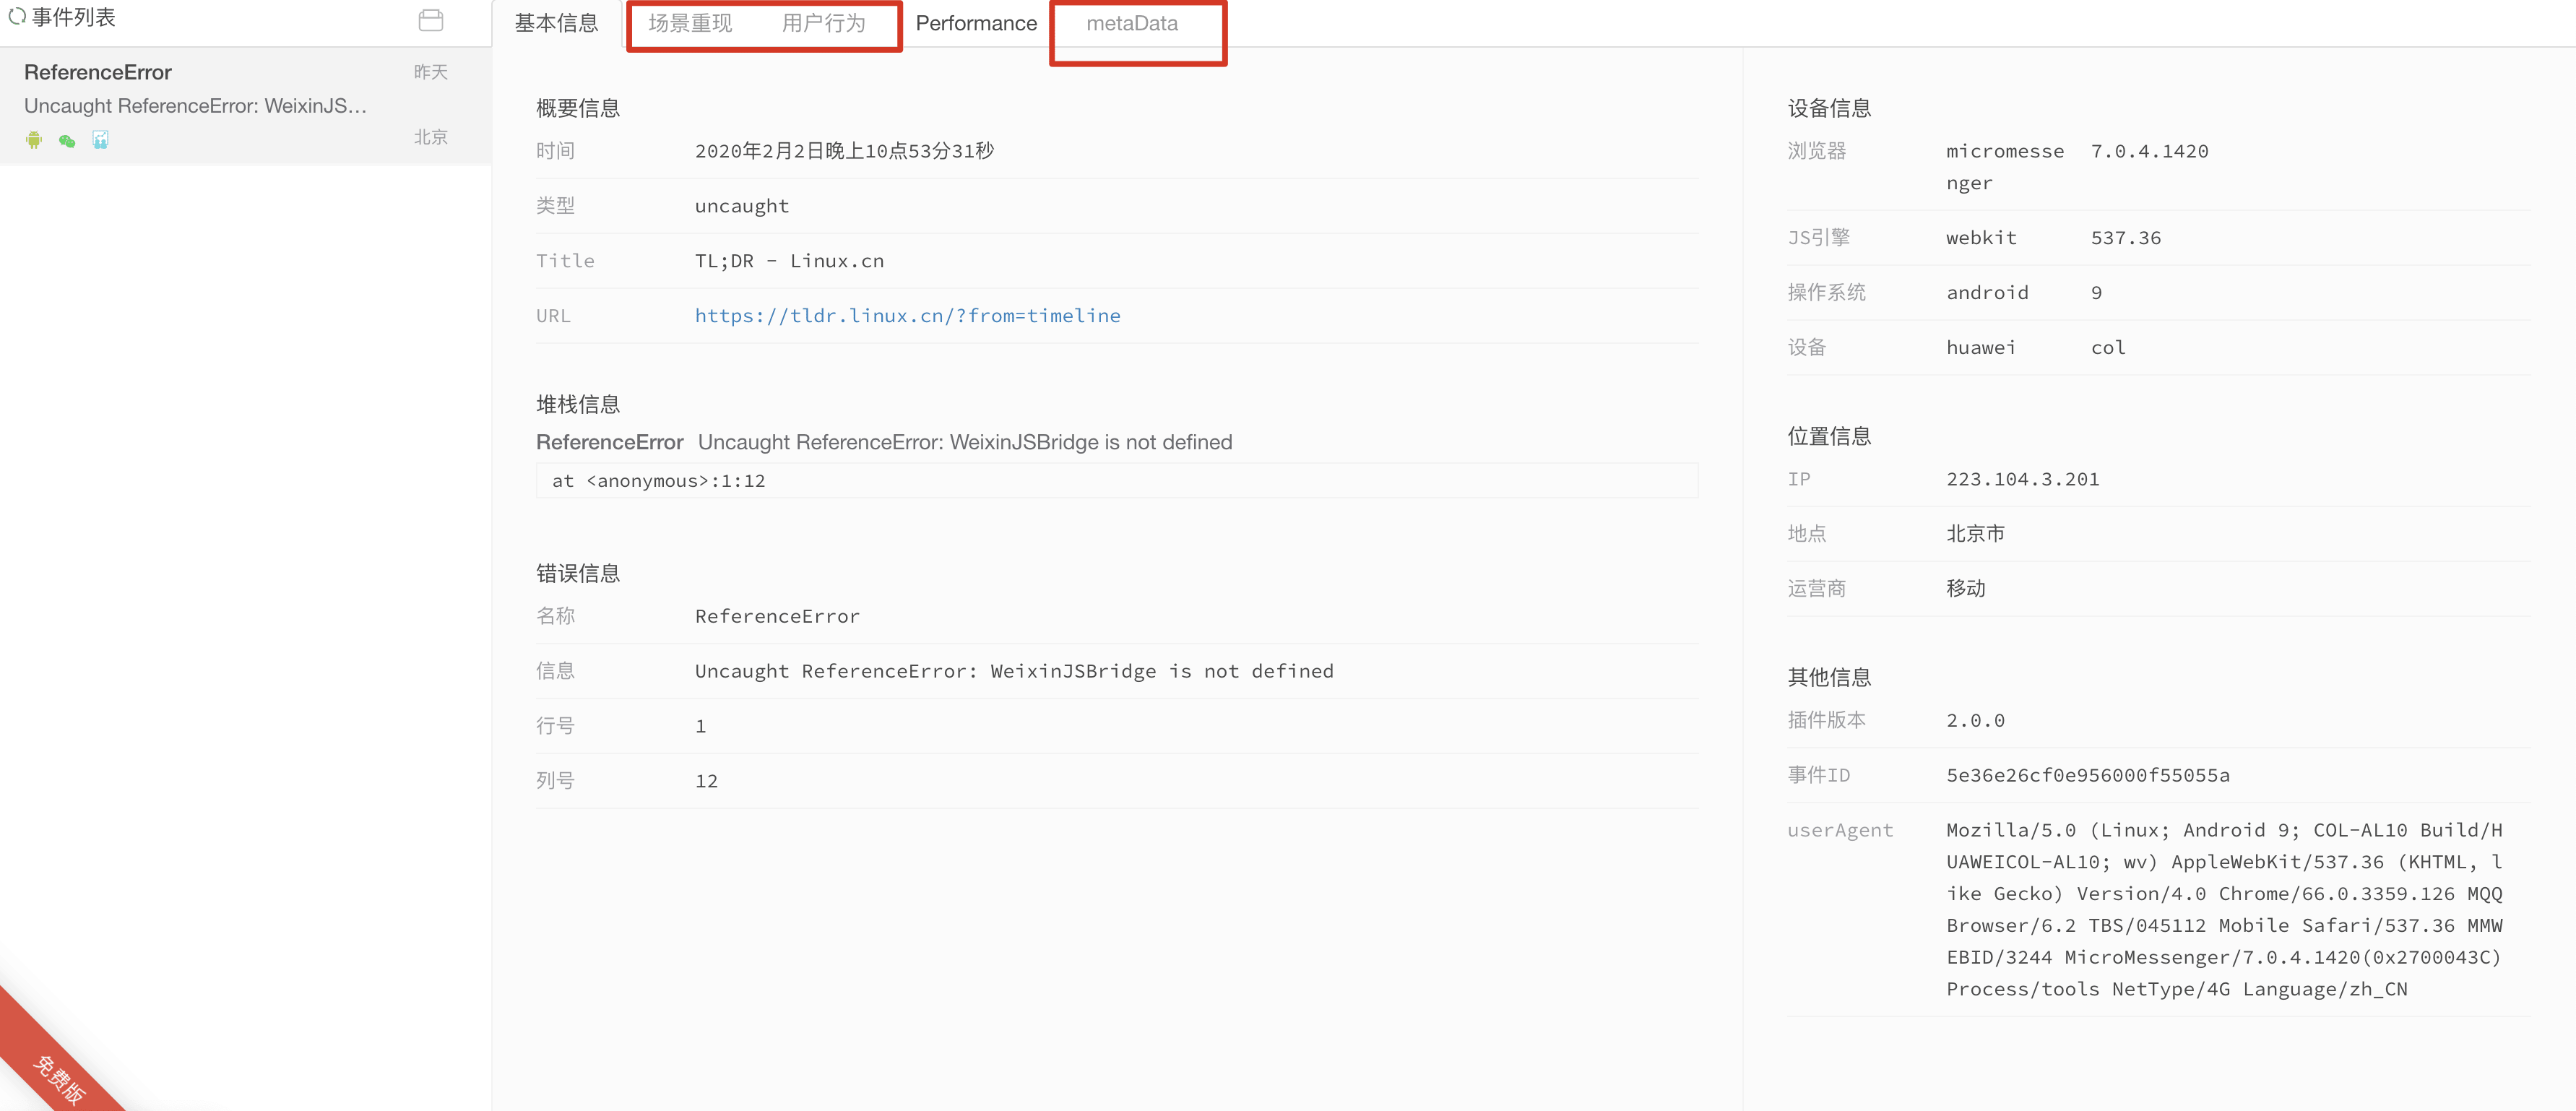 事件列表
基本信息 场景重现 用户行为 Performance metaData
ReferenceError 昨天
Uncaught ReferenceError: WeixinJS...
北京
概要信息
时间 2020年2月2日晚上10点53分31秒
类型 uncaught
Title TL;DR - Linux.cn
URL https://tldr.linux.cn/?from=timeline
堆栈信息
ReferenceError Uncaught ReferenceError: WeixinJSBridge is not defined
at <anonymous>:1:12
错误信息
名称 ReferenceError
信息 Uncaught ReferenceError: WeixinJSBridge is not defined
行号 1
列号 12
设备信息
浏览器 micromesse 7.0.4.1420
nger
JS引擎 webkit 537.36
操作系统 android 9
设备 huawei col
位置信息
IP 223.104.3.201
地点 北京市
运营商 移动
其他信息
插件版本 2.0.0
事件ID 5e36e26cf0e956000f55055a
userAgent Mozilla/5.0 (Linux; Android 9; COL-AL10 Build/H
UAWEICOL-AL10; wv) AppleWebKit/537.36 (KHTML, l
ike Gecko) Version/4.0 Chrome/66.0.3359.126 MQQ
Browser/6.2 TBS/045112 Mobile Safari/537.36 MMW
EBID/3244 MicroMessenger/7.0.4.1420(0x2700043C)
Process/tools NetType/4G Language/zh_CN
免费版